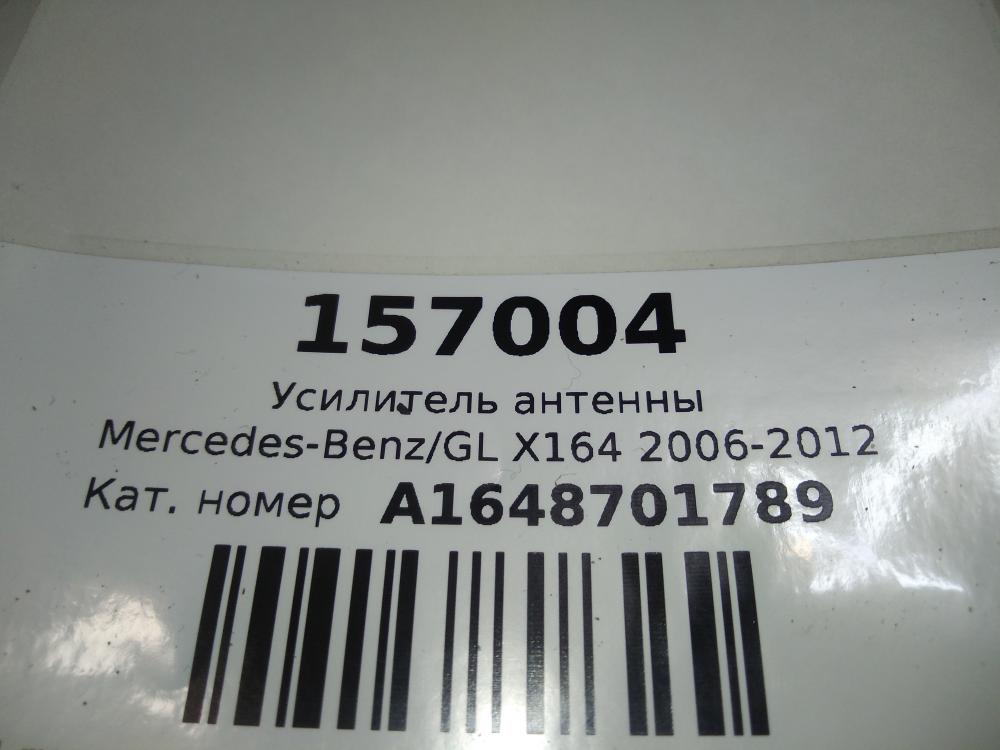 157004
Усилитель антенны
Mercedes-Benz/GL X164 2006-2012
Кат. номер A1648701789